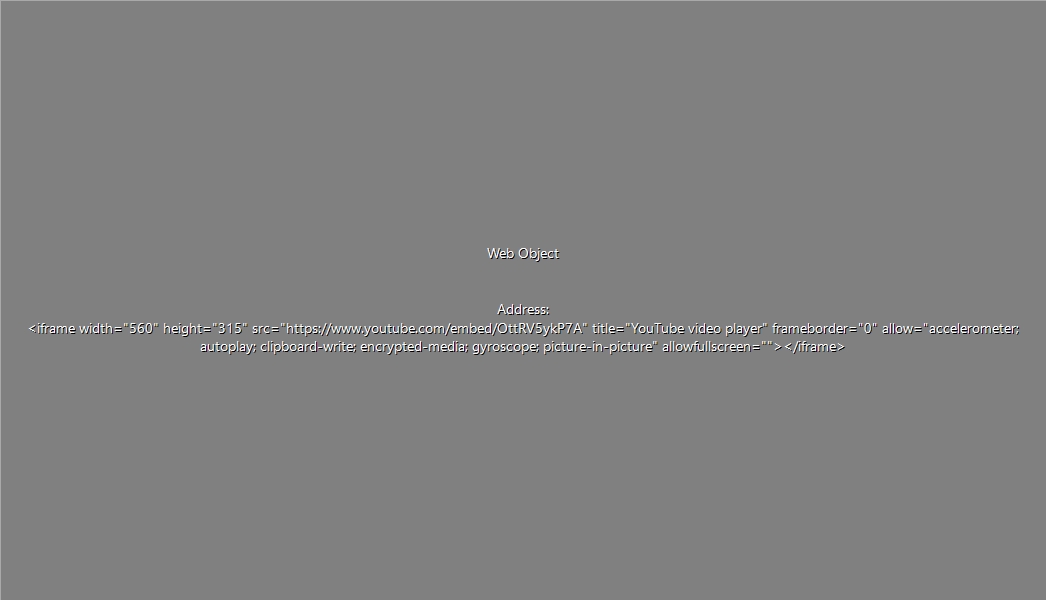 Web Object
Address:
<iframe width="560" height="315" src="https://www.youtube.com/embed/OttRV5ykP7A" title="YouTube video player" frameborder="0" allow="accelerometer;
autoplay; clipboard-write; encrypted-media; gyroscope; picture-in-picture" allowfullscreen=""></iframe>